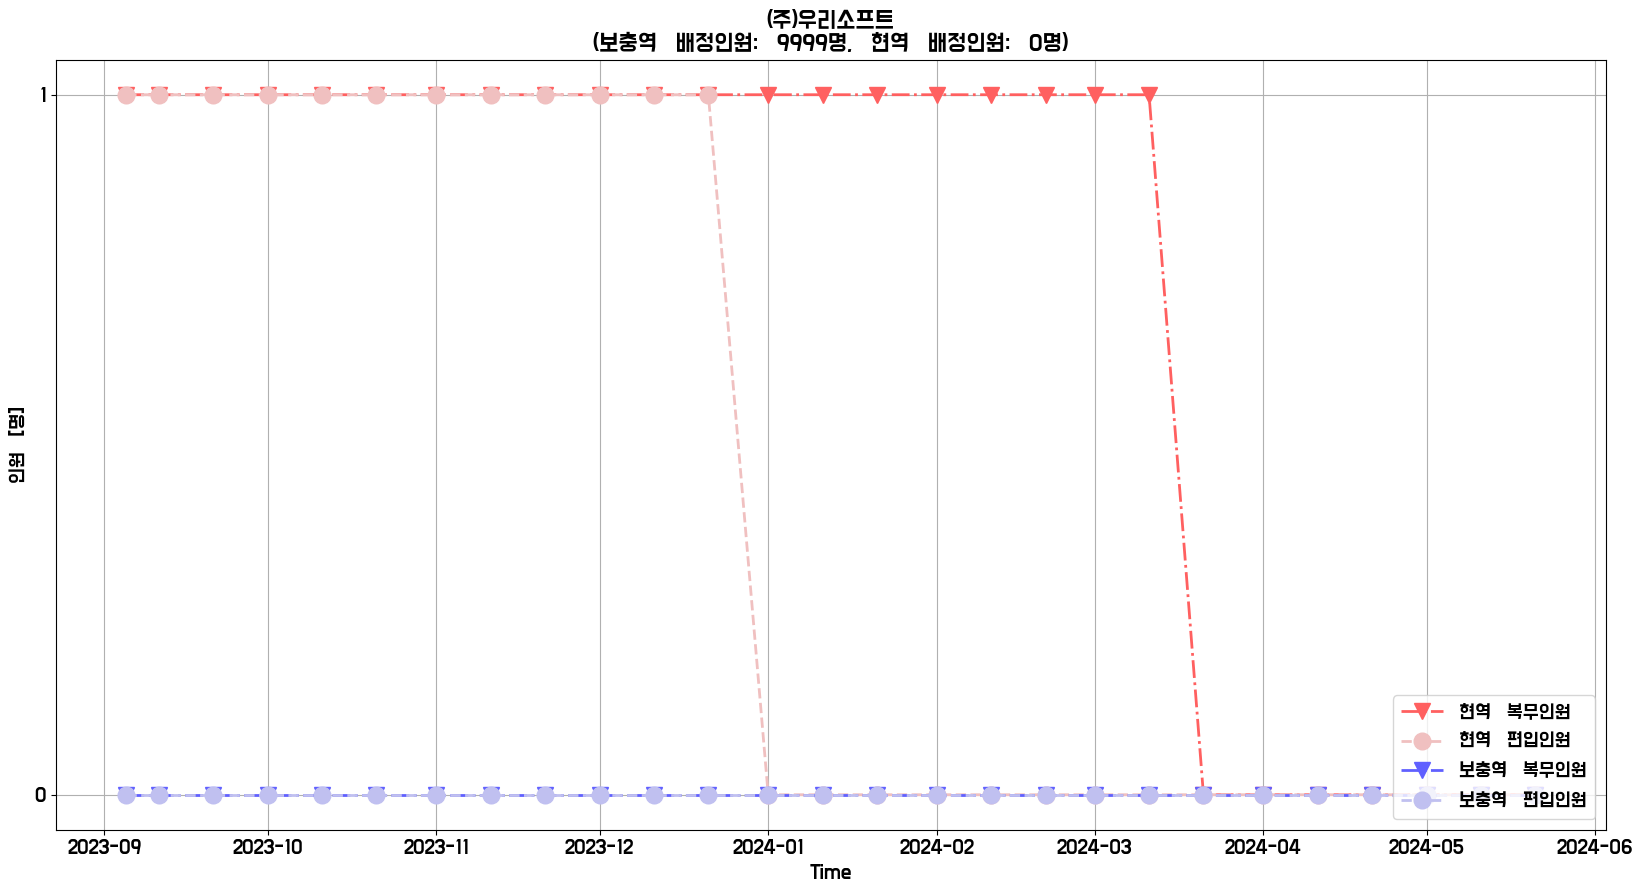 (주)우리소프트
(보충역 배정인원: 9999명, 현역 배정인원: 0명)
인원 [명]
1
0
현역 복무인원
현역 편입인원
보충역 복무인원
보충역 편입인원
2023-09 2023-10 2023-11 2023-12 2024-01 2024-02 2024-03 2024-04 2024-05 2024-06
Time